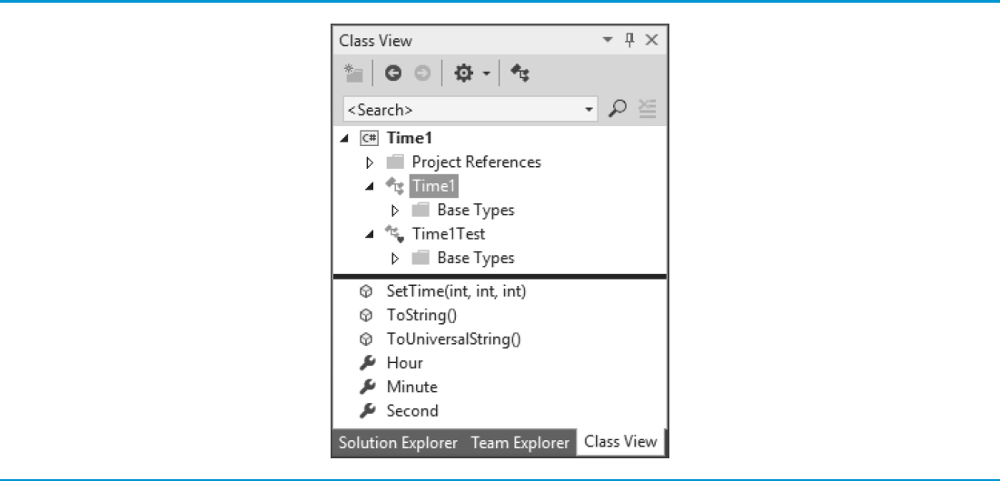 Class View
<Search>
C# Time1
Project References
Time1
Base Types
Time1Test
Base Types
SetTime(int, int, int)
ToString()
ToUniversalString()
Hour
Minute
Second
Solution Explorer Team Explorer Class View